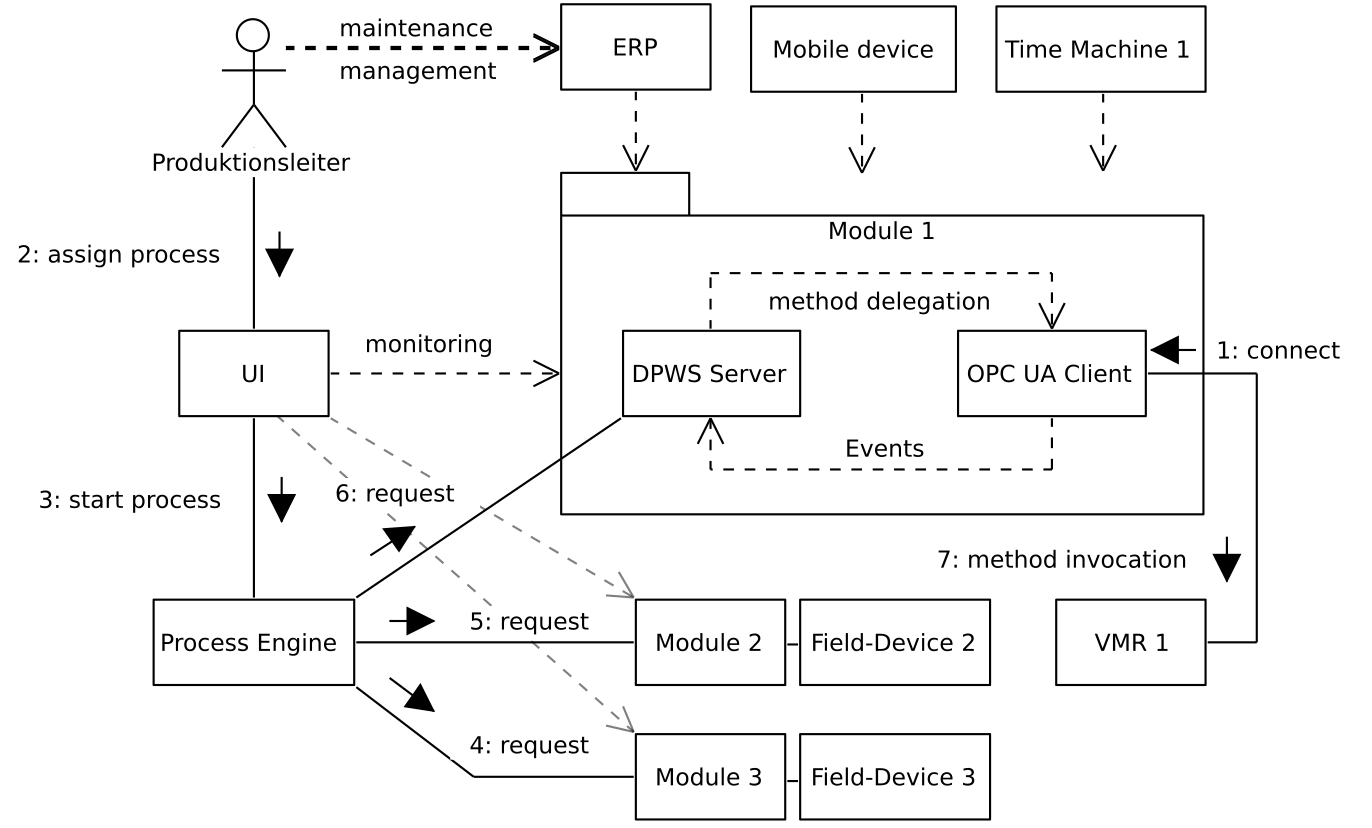 maintenance
management
ERP
Mobile device
Time Machine 1
Produktionsleiter
Module 1
2: assign process
method delegation
monitoring
1: connect
UI
DPWS Server
OPC UA Client
Events
3: start process
6: request
7: method invocation
5: request
Process Engine
Module 2
Field-Device 2
VMR 1
4: request
Module 3
Field-Device 3